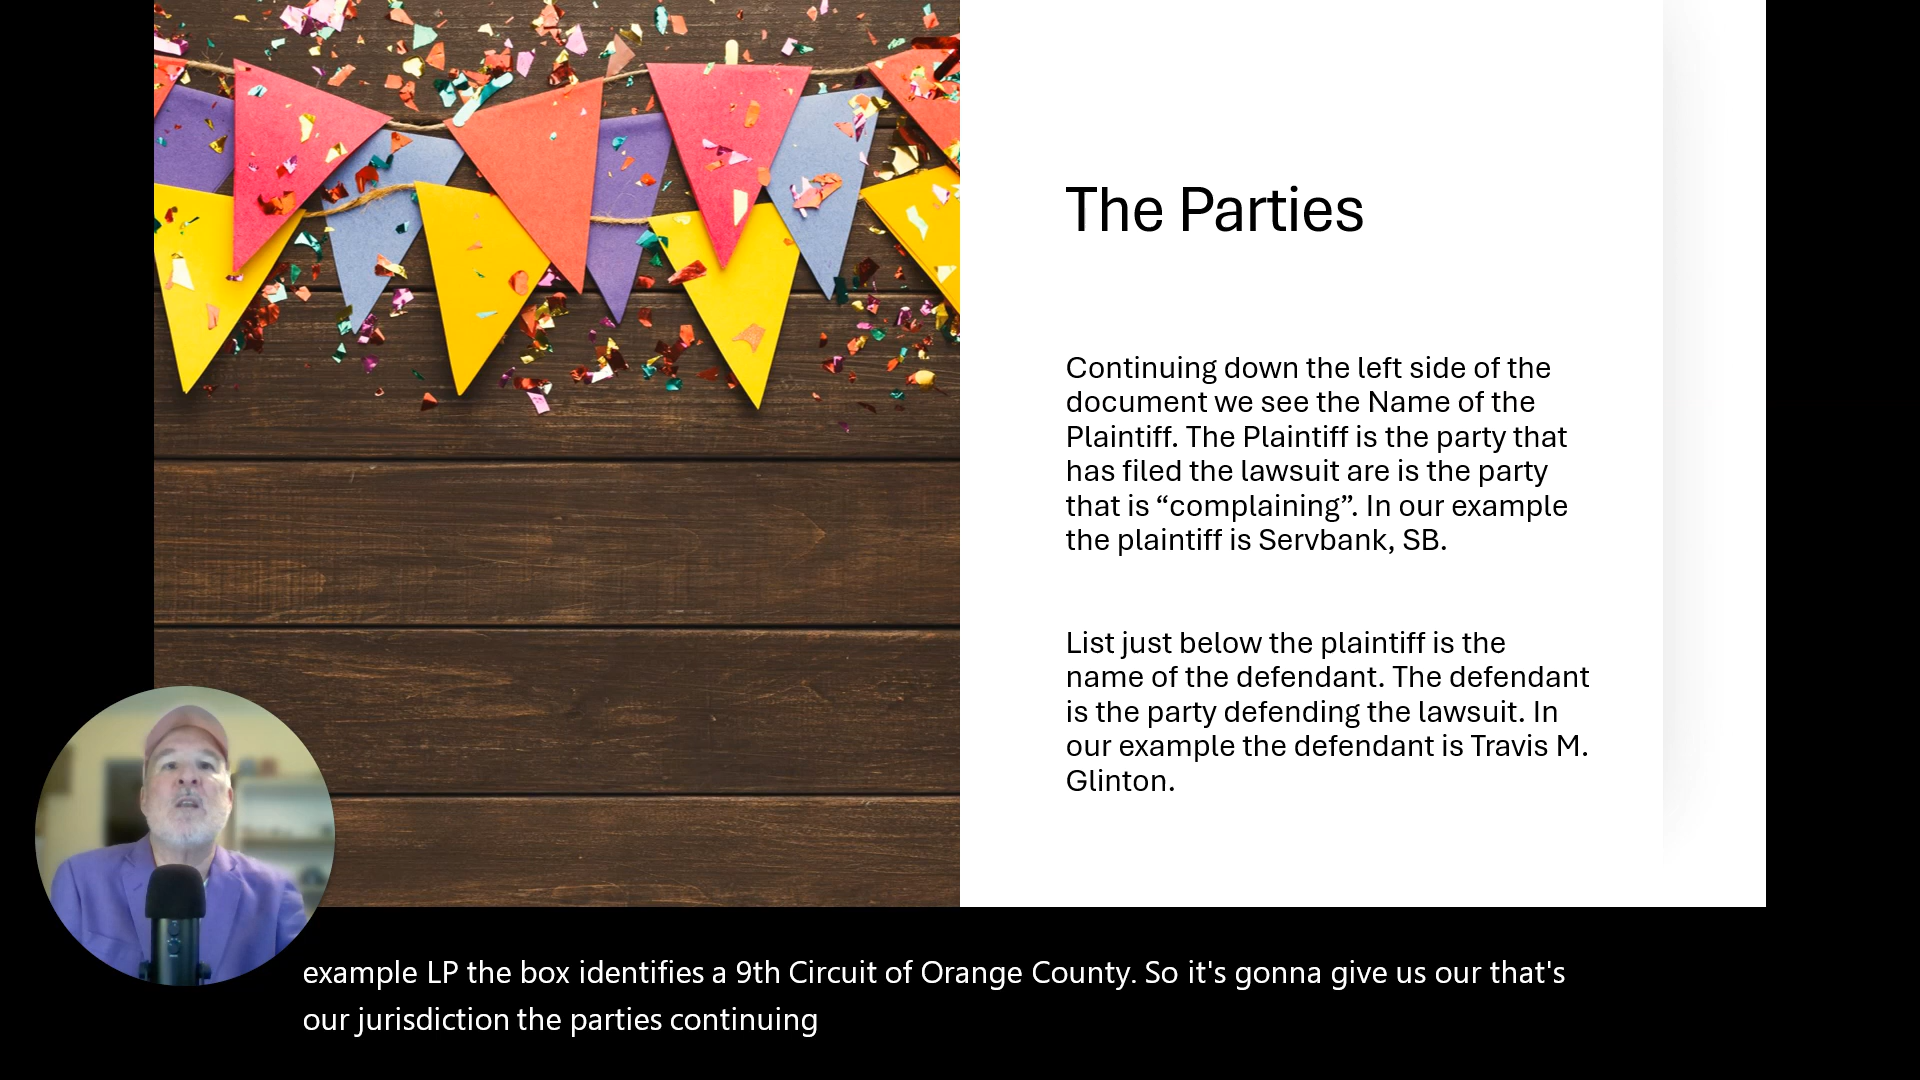 The Parties
Continuing down the left side of the
document we see the Name of the
Plaintiff. The Plaintiff is the party that
has filed the lawsuit are is the party
that is “complaining”. In our example
the plaintiff is Servbank, SB.
List just below the plaintiff is the
name of the defendant. The defendant
is the party defending the lawsuit. In
our example the defendant is Travis M.
Glinton.
example LP the box identifies a 9th Circuit of Orange County. So it's gonna give us our that's
our jurisdiction the parties continuing